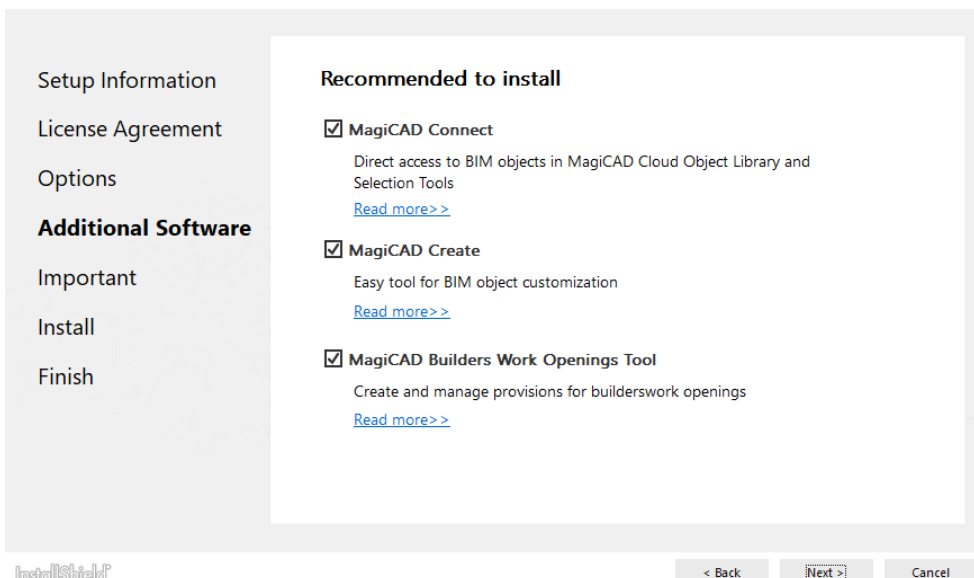 Setup Information
License Agreement
Options
Additional Software
Important
Install
Finish
Recommended to install
MagiCAD Connect
Direct access to BIM objects in MagiCAD Cloud Object Library and
Selection Tools
Read more>>
MagiCAD Create
Easy tool for BIM object customization
Read more>>
MagiCAD Builders Work Openings Tool
Create and manage provisions for builderswork openings
Read more>>
InstallShield
< Back
Next >
Cancel